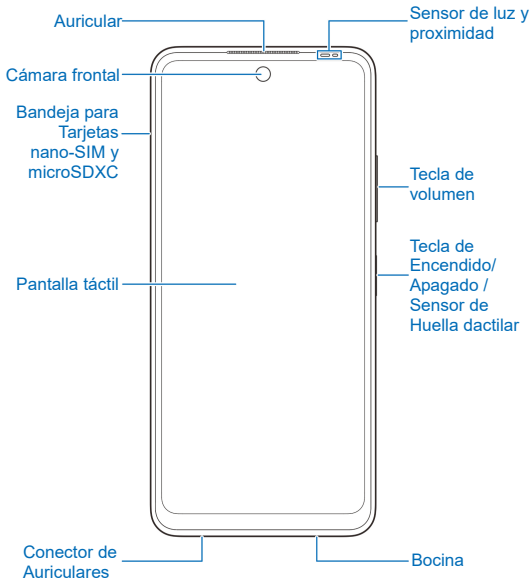 Auricular
Sensor de luz y
proximidad
Cámara frontal
Bandeja para
Tarjetas
nano-SIM y
microSDXC
Tecla de
volumen
Tecla de
Encendido/
Apagado /
Sensor de
Huella dactilar
Pantalla táctil
Conector de
Auriculares
Bocina